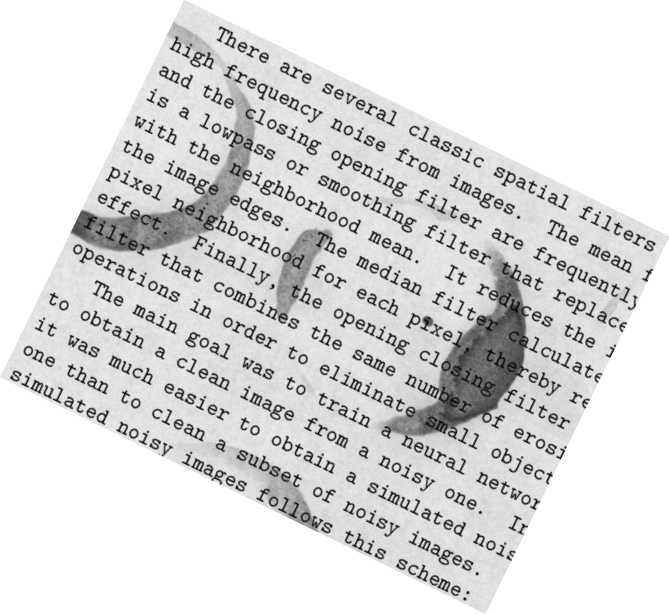 There are several classic spatial filters
high frequency noise from images. The mean f
and the closing opening filter are frequently
is a lowpass or smoothing filter that replace
with the neighborhood mean. It reduces the i
the image edges. The median filter calculate
pixel neighborhood for each pixel, thereby re
effect. Finally, the opening closing filter
filter that combines the same number of erosi
operations in order to eliminate small object
The main goal was to train a neural networ
to obtain a clean image from a noisy one. In
it was much easier to obtain a simulated nois
one than to clean a subset of noisy images.
simulated noisy images follows this scheme: